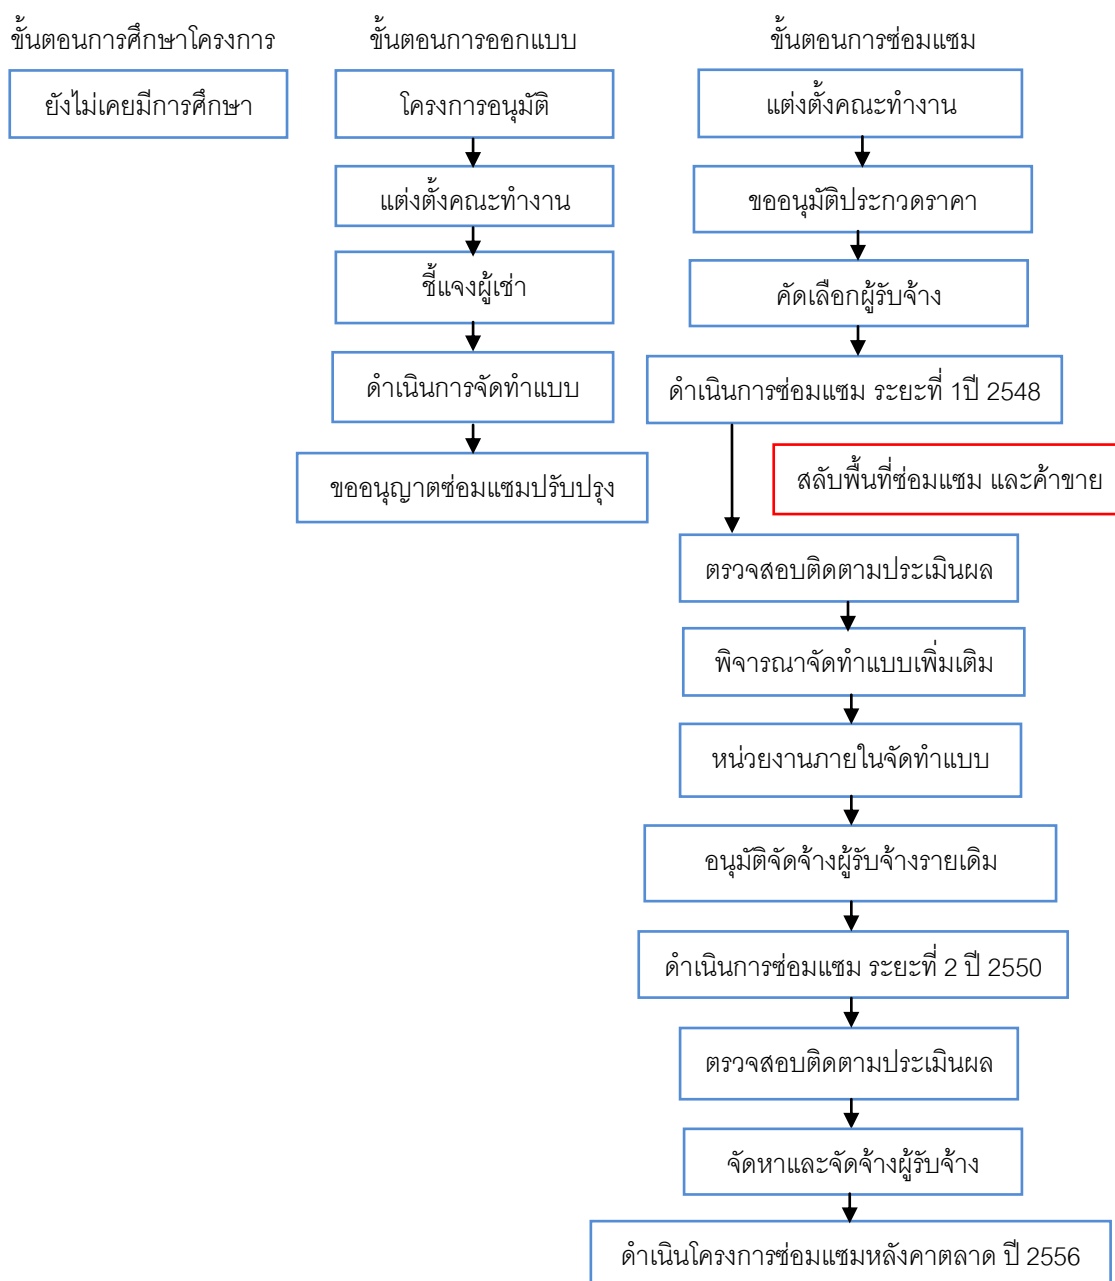 ขั้นตอนการศึกษาโครงการ
ยังไม่เคยมีการศึกษา
ขั้นตอนการออกแบบ
โครงการอนุมัติ
แต่งตั้งคณะทำงาน
ชี้แจงผู้เช่า
ดำเนินการจัดทำแบบ
ขออนุญาตซ่อมแซมปรับปรุง
ขั้นตอนการซ่อมแซม
แต่งตั้งคณะทำงาน
ขออนุมัติประกวดราคา
คัดเลือกผู้รับจ้าง
ดำเนินการซ่อมแซม ระยะที่ 1ปี 2548
สลับพื้นที่ซ่อมแซม และค้าขาย
ตรวจสอบติดตามประเมินผล
พิจารณาจัดทำแบบเพิ่มเติม
หน่วยงานภายในจัดทำแบบ
อนุมัติจัดจ้างผู้รับจ้างรายเดิม
ดำเนินการซ่อมแซม ระยะที่ 2 ปี 2550
ตรวจสอบติดตามประเมินผล
จัดหาและจัดจ้างผู้รับจ้าง
ดำเนินโครงการซ่อมแซมหลังคาตลาด ปี 2556